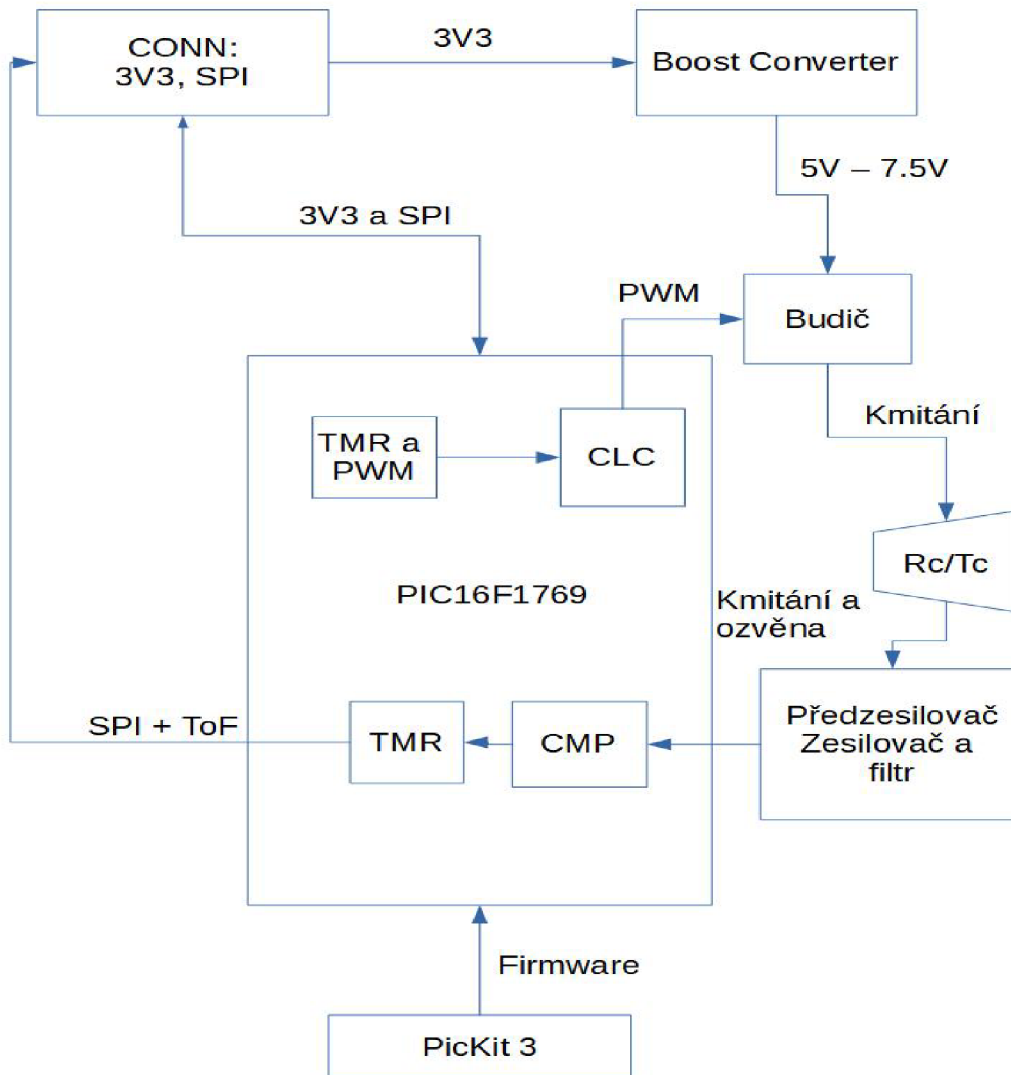 CONN:
3V3, SPI
3V3
Boost Converter
5V – 7.5V
3V3 a SPI
PWM
Budič
Kmitání
TMR a
PWM
CLC
Rc/Tc
PIC16F1769
Kmitání a
ozvěna
SPI + ToF
TMR
CMP
Předzesilovač
Zesilovač a
filtr
Firmware
PicKit 3